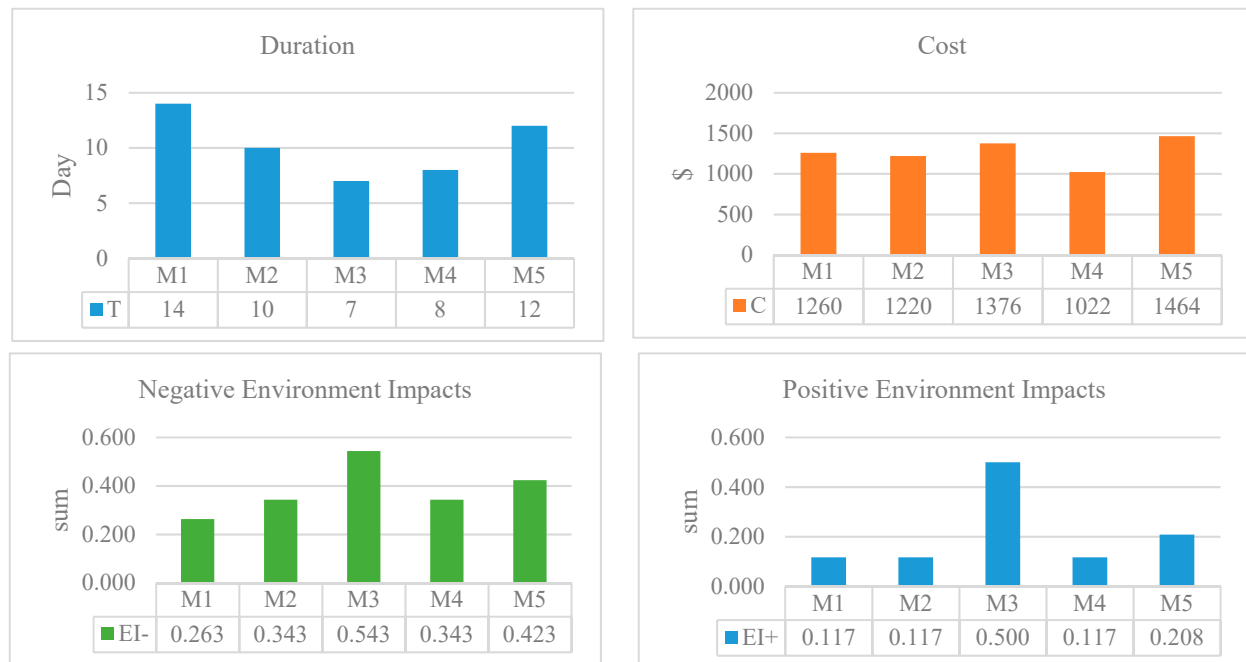 Duration
Day
15
10
5
0
M1 M2 M3 M4 M5
T 14 10 7 8 12
Cost
$
2000
1500
1000
500
0
M1 M2 M3 M4 M5
C 1260 1220 1376 1022 1464
Negative Environment Impacts
sum
0.600
0.400
0.200
0.000
M1 M2 M3 M4 M5
EI- 0.263 0.343 0.543 0.343 0.423
Positive Environment Impacts
sum
0.600
0.400
0.200
0.000
M1 M2 M3 M4 M5
EI+ 0.117 0.117 0.500 0.117 0.208